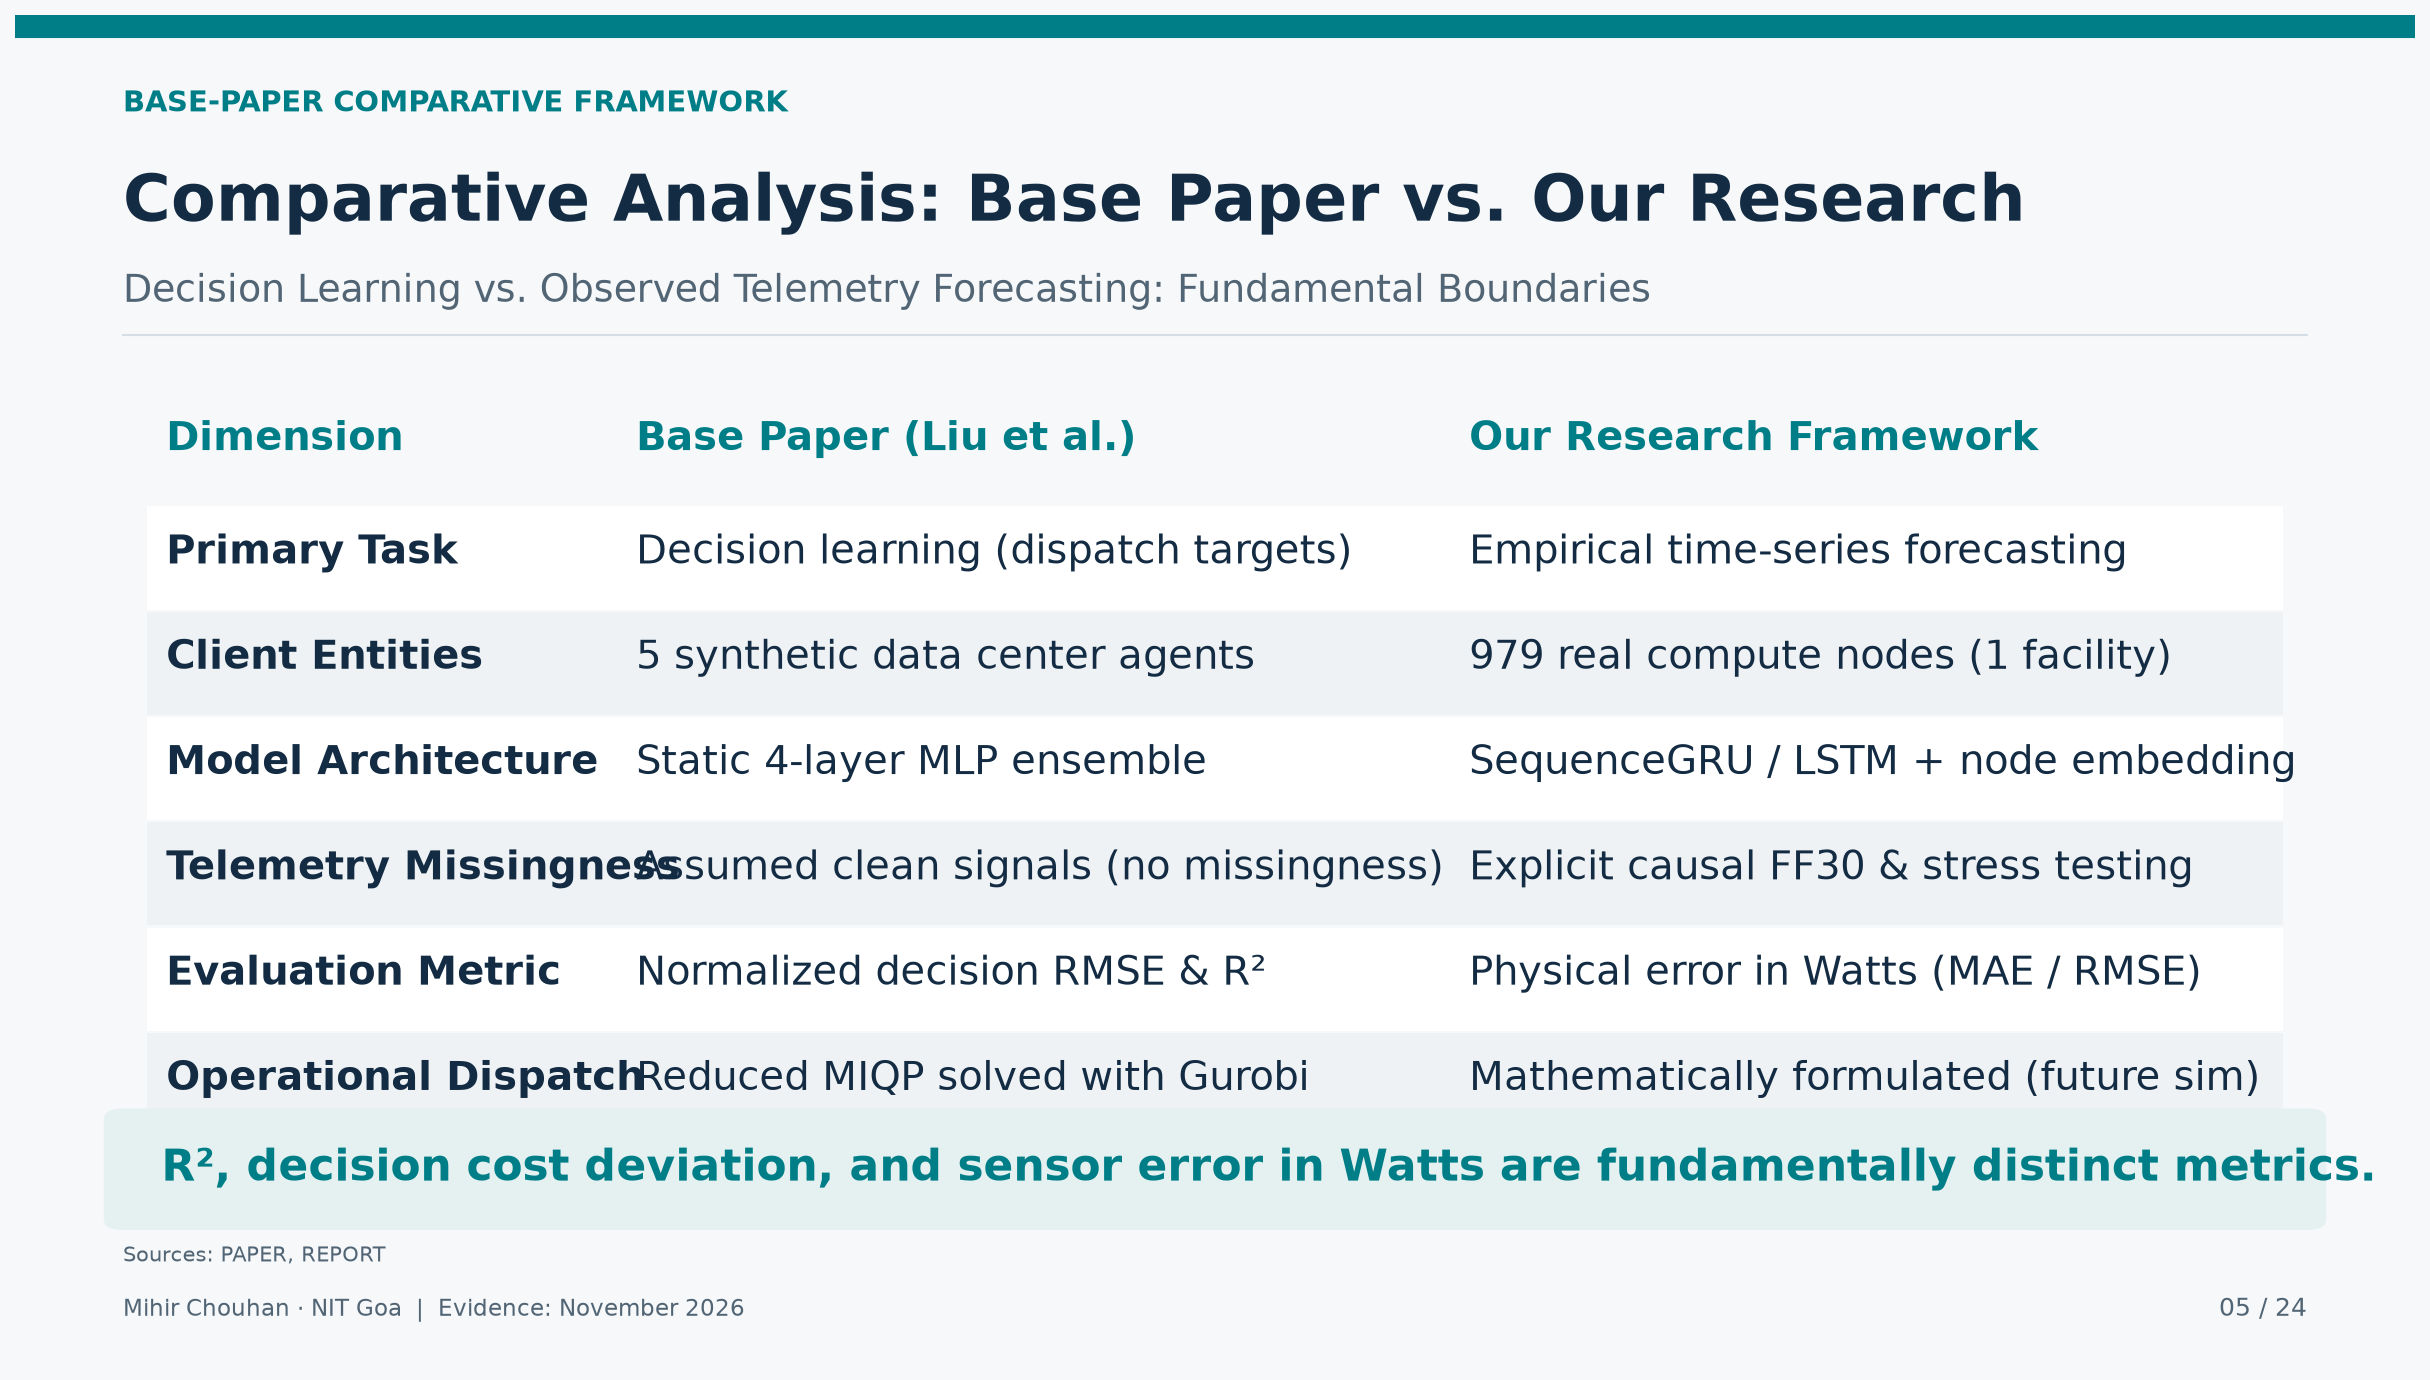 BASE-PAPER COMPARATIVE FRAMEWORK
Comparative Analysis: Base Paper vs. Our Research
Decision Learning vs. Observed Telemetry Forecasting: Fundamental Boundaries
Dimension Base Paper (Liu et al.) Our Research Framework
Primary Task Decision learning (dispatch targets) Empirical time-series forecasting
Client Entities 5 synthetic data center agents 979 real compute nodes (1 facility)
Model Architecture Static 4-layer MLP ensemble SequenceGRU / LSTM + node embedding
Telemetry Missingness Assumed clean signals (no missingness) Explicit causal FF30 & stress testing
Evaluation Metric Normalized decision RMSE & R² Physical error in Watts (MAE / RMSE)
Operational Dispatch Reduced MIQP solved with Gurobi Mathematically formulated (future sim)
R², decision cost deviation, and sensor error in Watts are fundamentally distinct metrics.
Sources: PAPER, REPORT
Mihir Chouhan · NIT Goa | Evidence: November 2026 05 / 24